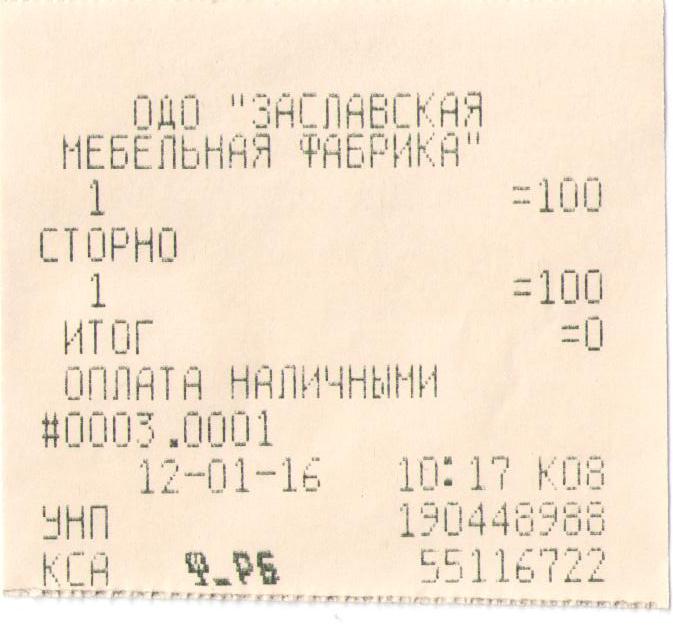 ОДО "ЗАСЛАВСКАЯ
МЕБЕЛЬНАЯ ФАБРИКА"
1 =100
СТОРНО
1 =100
ИТОГ =0
ОПЛАТА НАЛИЧНЫМИ
#0003.0001
12-01-16 10:17 К08
УНП 190448988
КСА 55116722